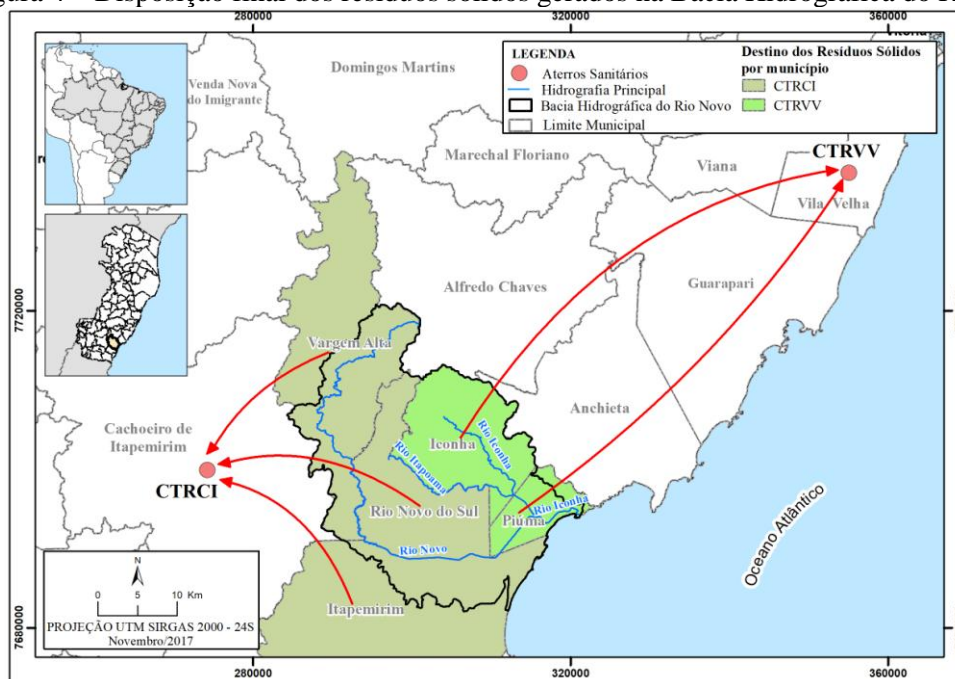 Disposição final dos resíduos sólidos gerados na Bacia Hidrográfica do
280000
320000
360000
LEGENDA
Aterros Sanitários
Hidrografia Principal
Bacia Hidrográfica do Rio Novo
Limite Municipal
Destino dos Resíduos Sólidos
por município
CTRCI
CTRVV
Domingos Martins
Venda Nova
do Imigrante
Marechal Floriano
Viana
CTRVV
Vila Velha
Guarapari
Alfredo Chaves
7720000
Vargem Alta
Anchieta
Cachoeiro de
Itapemirim
Iconha
Rio Iconha
Rio Itapoama
CTRCI
Rio Novo do Sul
Piúma
Rio Iconha
Rio Novo
Oceano Atlântico
Itapemirim
N
0
5
10 Km
PROJEÇÃO UTM SIRGAS 2000 - 24S
Novembro/2017
7680000
280000
320000
360000